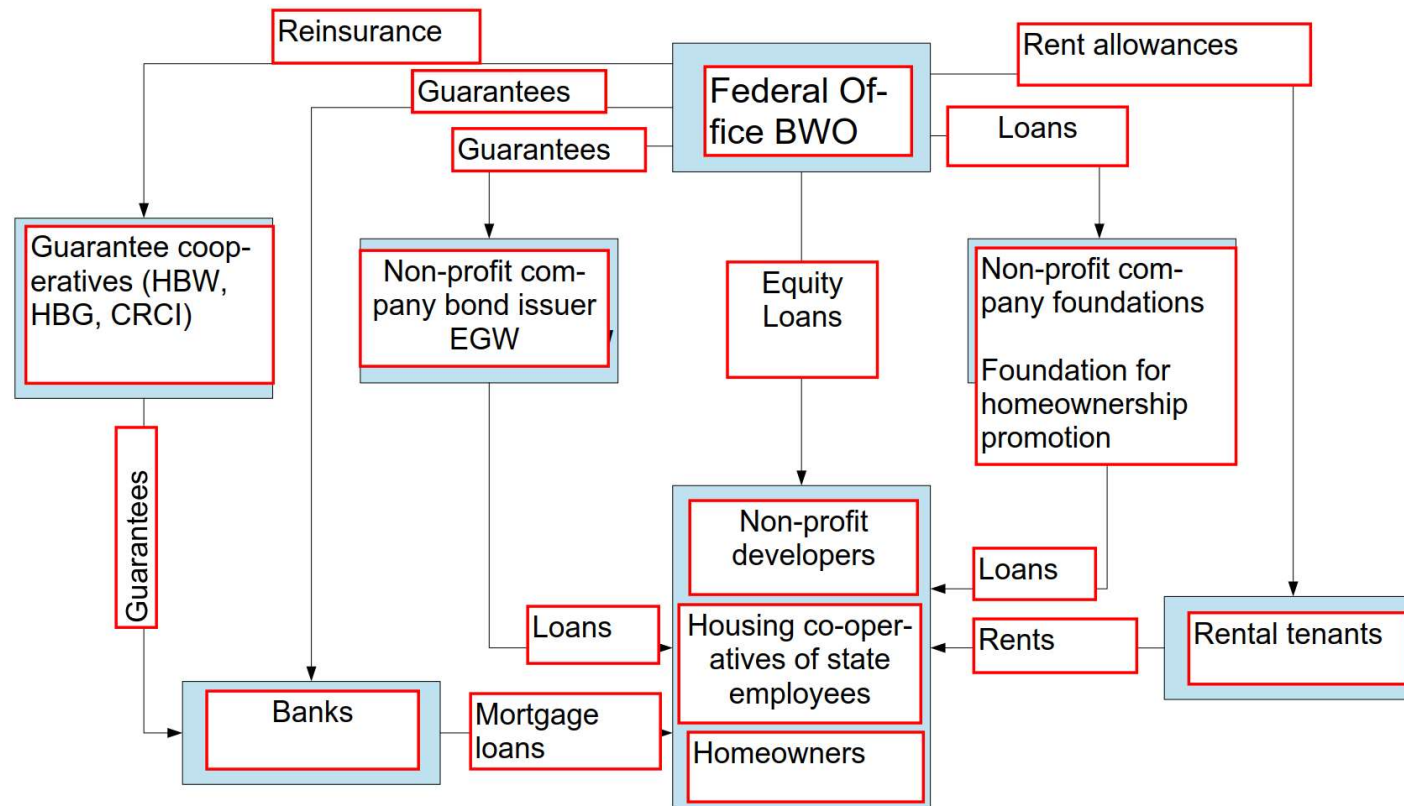 Reinsurance
Rent allowances
Guarantees
Federal Of-
fice BWO
Guarantees
Loans
Guarantee coop-
eratives (HBW,
HBG, CRCI)
Non-profit com-
pany bond issuer
EGW
Equity
Loans
Non-profit com-
pany foundations
Foundation for
homeownership
promotion
Guarantees
Non-profit
developers
Loans
Loans
Housing co-oper-
atives of state
employees
Rents
Rental tenants
Banks
Mortgage
loans
Homeowners